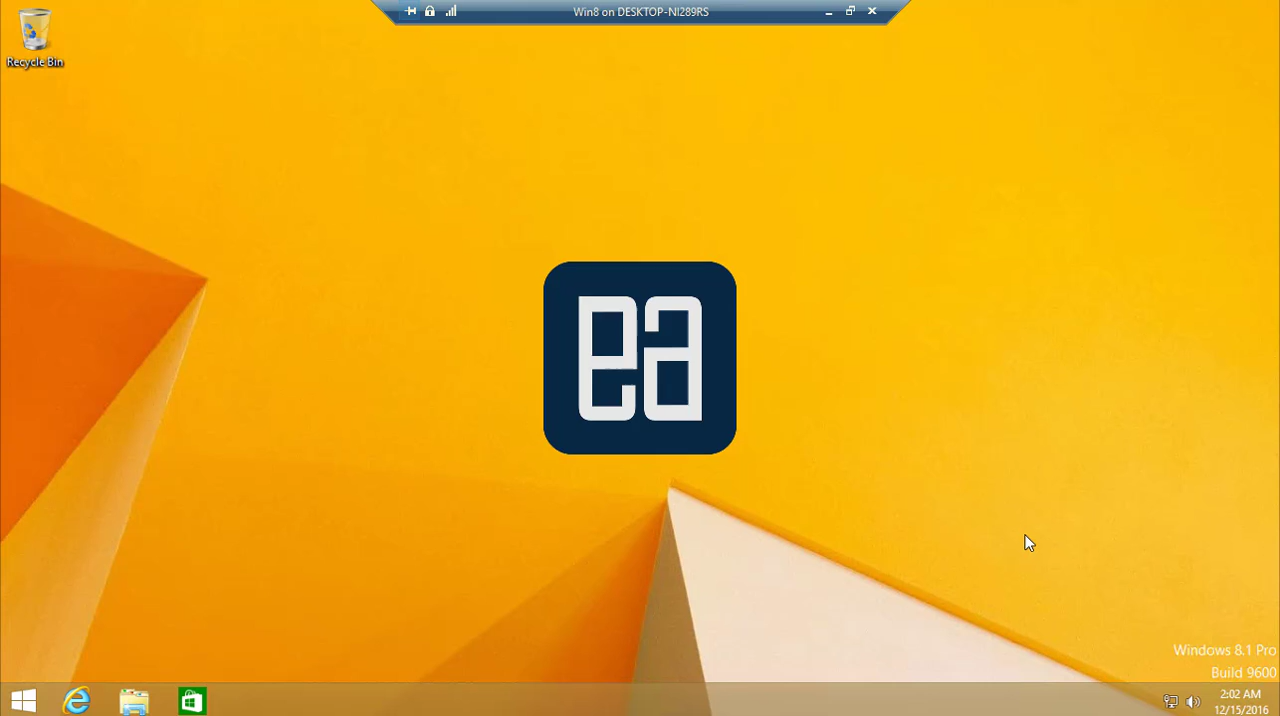 Win8 on DESKTOP-NI289RS
Recycle Bin
ea
Windows 8.1 Pro
Build 9600
2:02 AM
12/15/2016